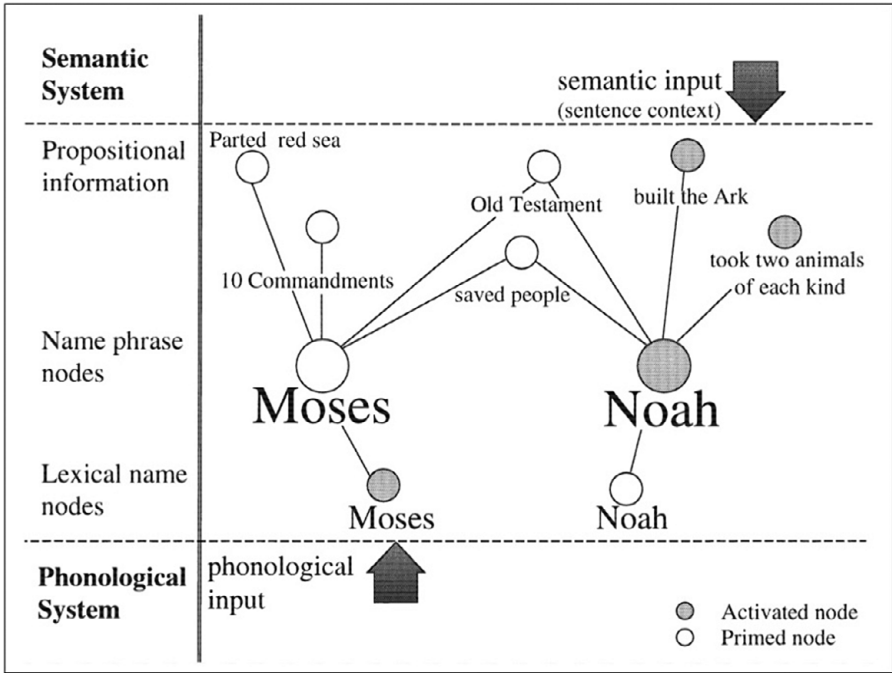 Semantic
System
semantic input
(sentence context)
Propositional
information
Parted red sea
Old Testament
built the Ark
10 Commandments
saved people
took two animals
of each kind
Name phrase
nodes
Moses
Noah
Lexical name
nodes
Moses
Noah
Phonological
System
phonological
input
Activated node
Primed node